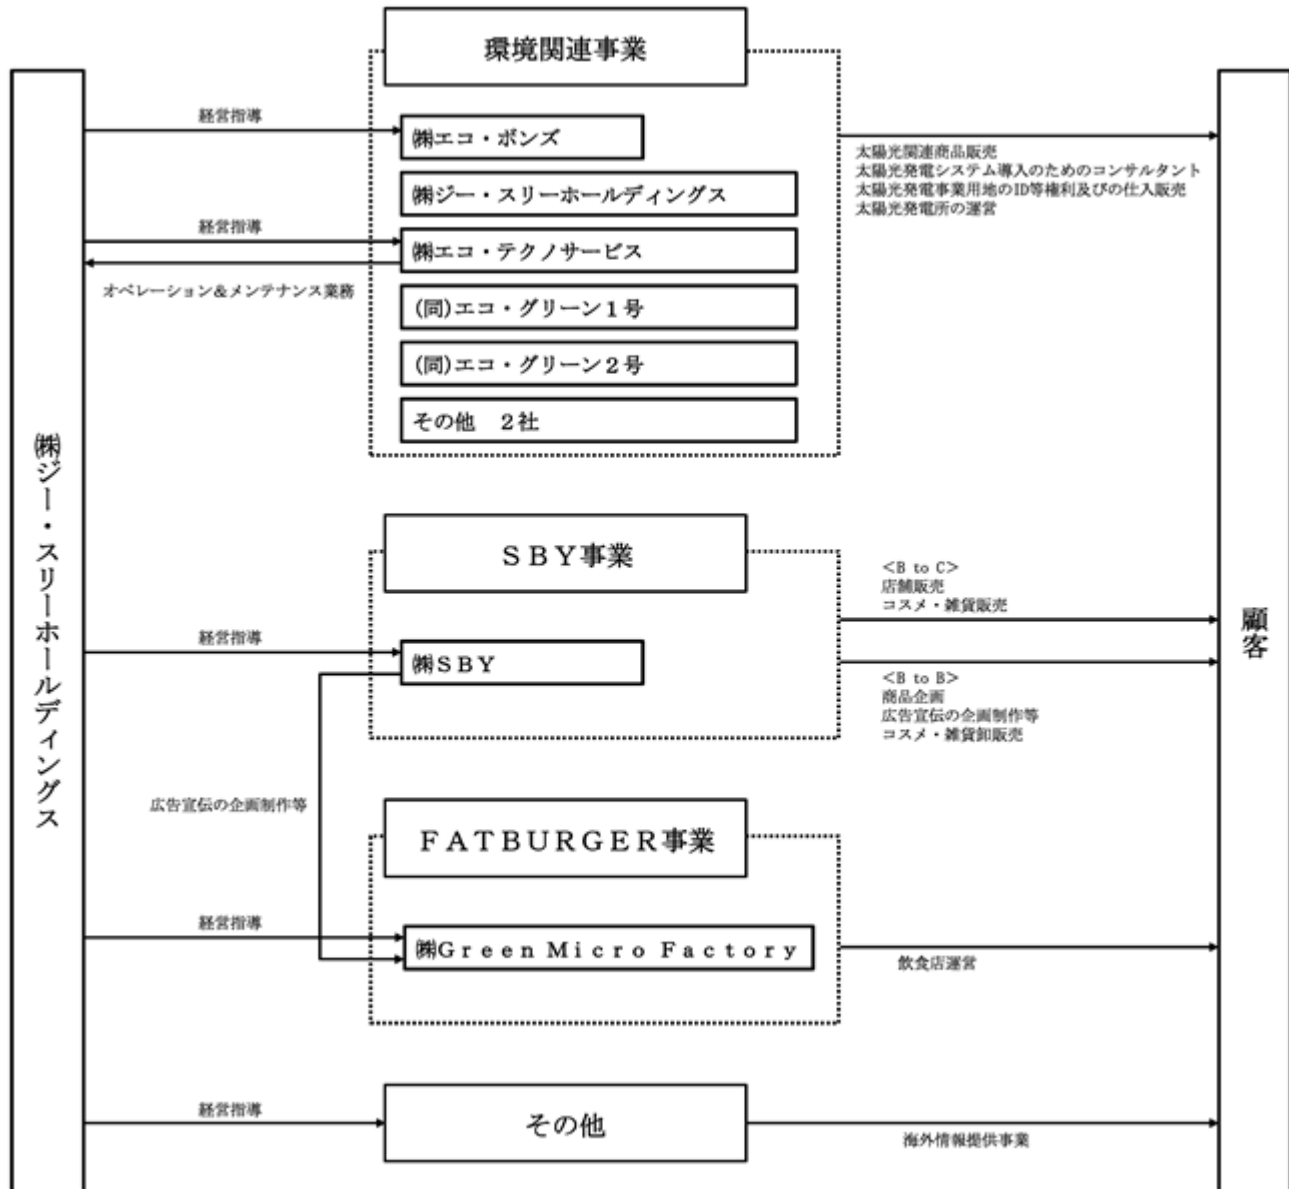 環境関連事業
経営指導
㈱エコ・ボンズ
太陽光関連商品販売
太陽光発電システム導入のためのコンサルタント
太陽光発電事業用地のID等権利及びの仕入販売
太陽光発電所の運営
㈱ジー・スリーホールディングス
経営指導
㈱エコ・テクノサービス
オペレーション&メンテナンス業務
(同)エコ・グリーン1号
(同)エコ・グリーン2号
その他 2社
㈱ジー・スリーホールディングス
顧客
SBY事業
<B to C>
店舗販売
コスメ・雑貨販売
経営指導
㈱SBY
<B to B>
商品企画
広告宣伝の企画制作等
コスメ・雑貨卸販売
広告宣伝の企画制作等
FATBURGER事業
経営指導
㈱Green Micro Factory
飲食店運営
経営指導
その他
海外情報提供事業